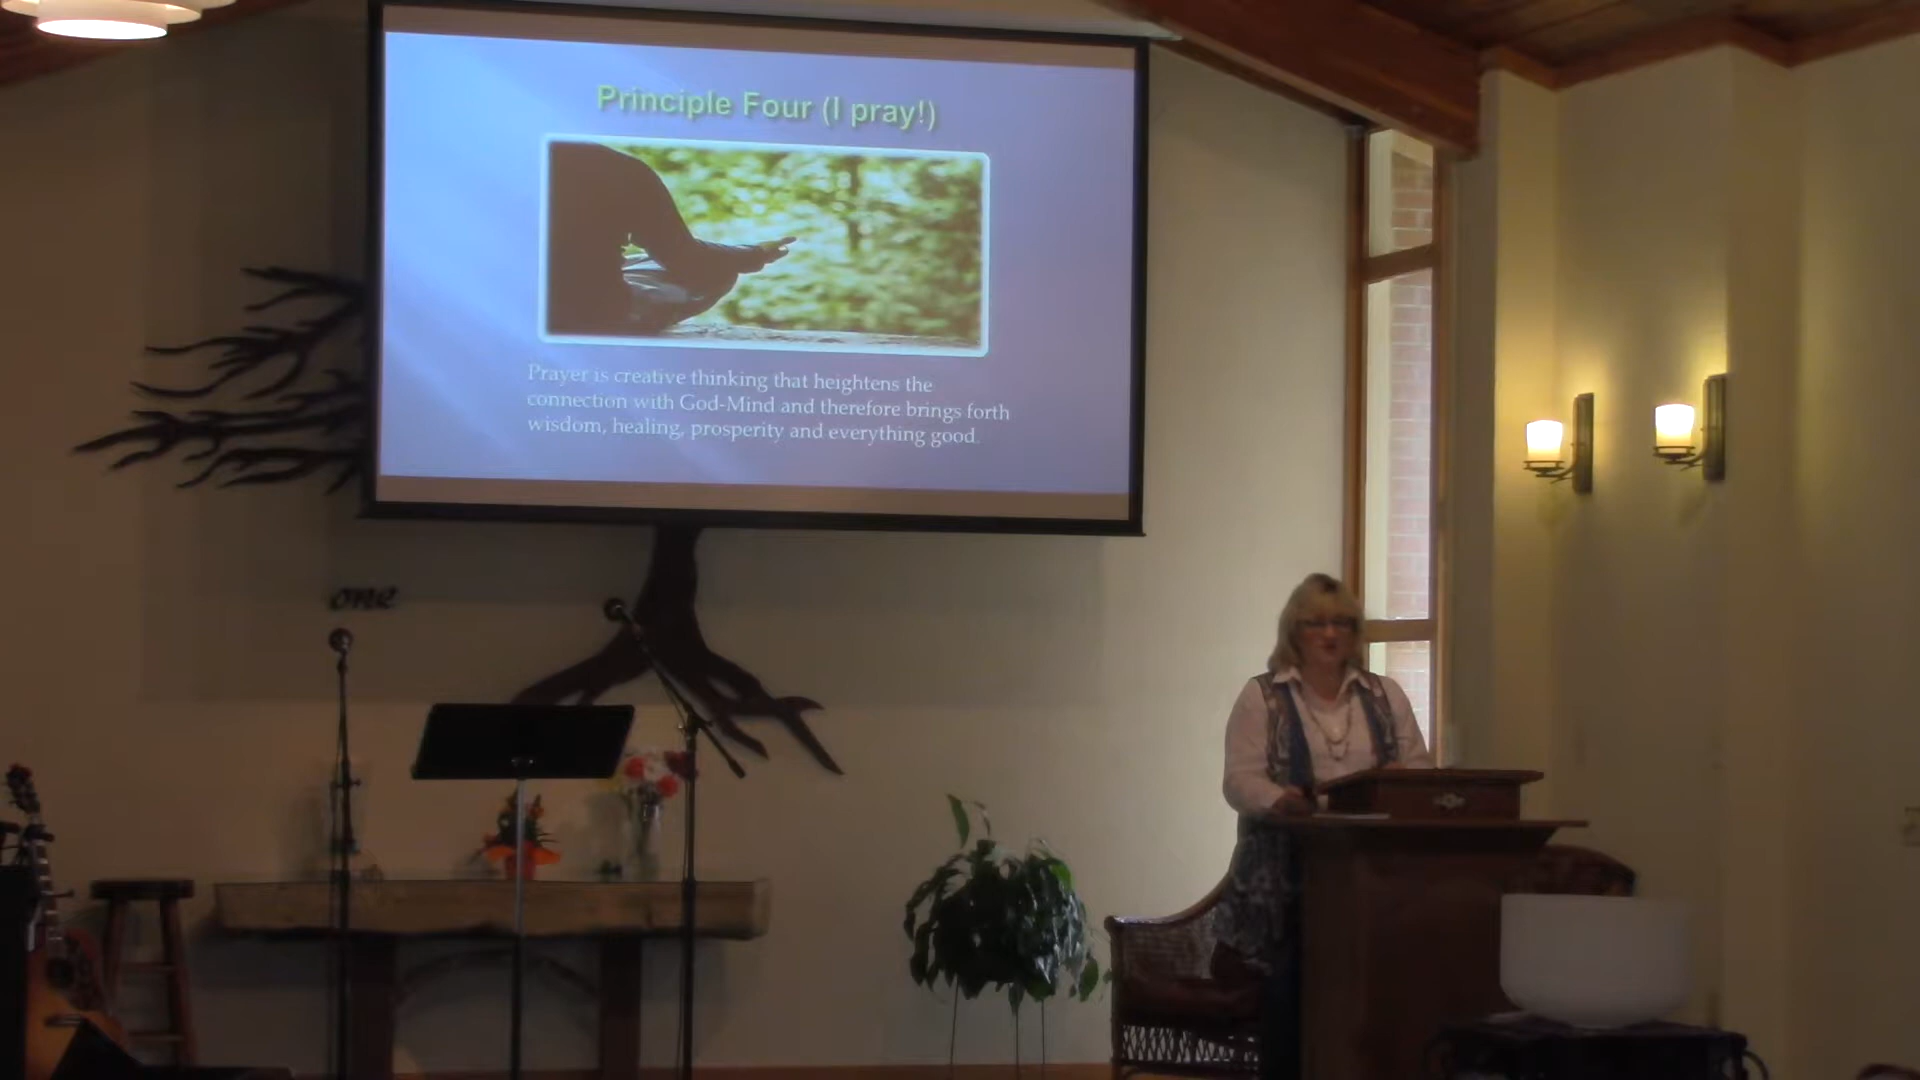 Principle Four (I pray!)
Prayer is creative thinking that heightens the
connection with God-Mind and therefore brings forth
wisdom, healing, prosperity and everything good.
one